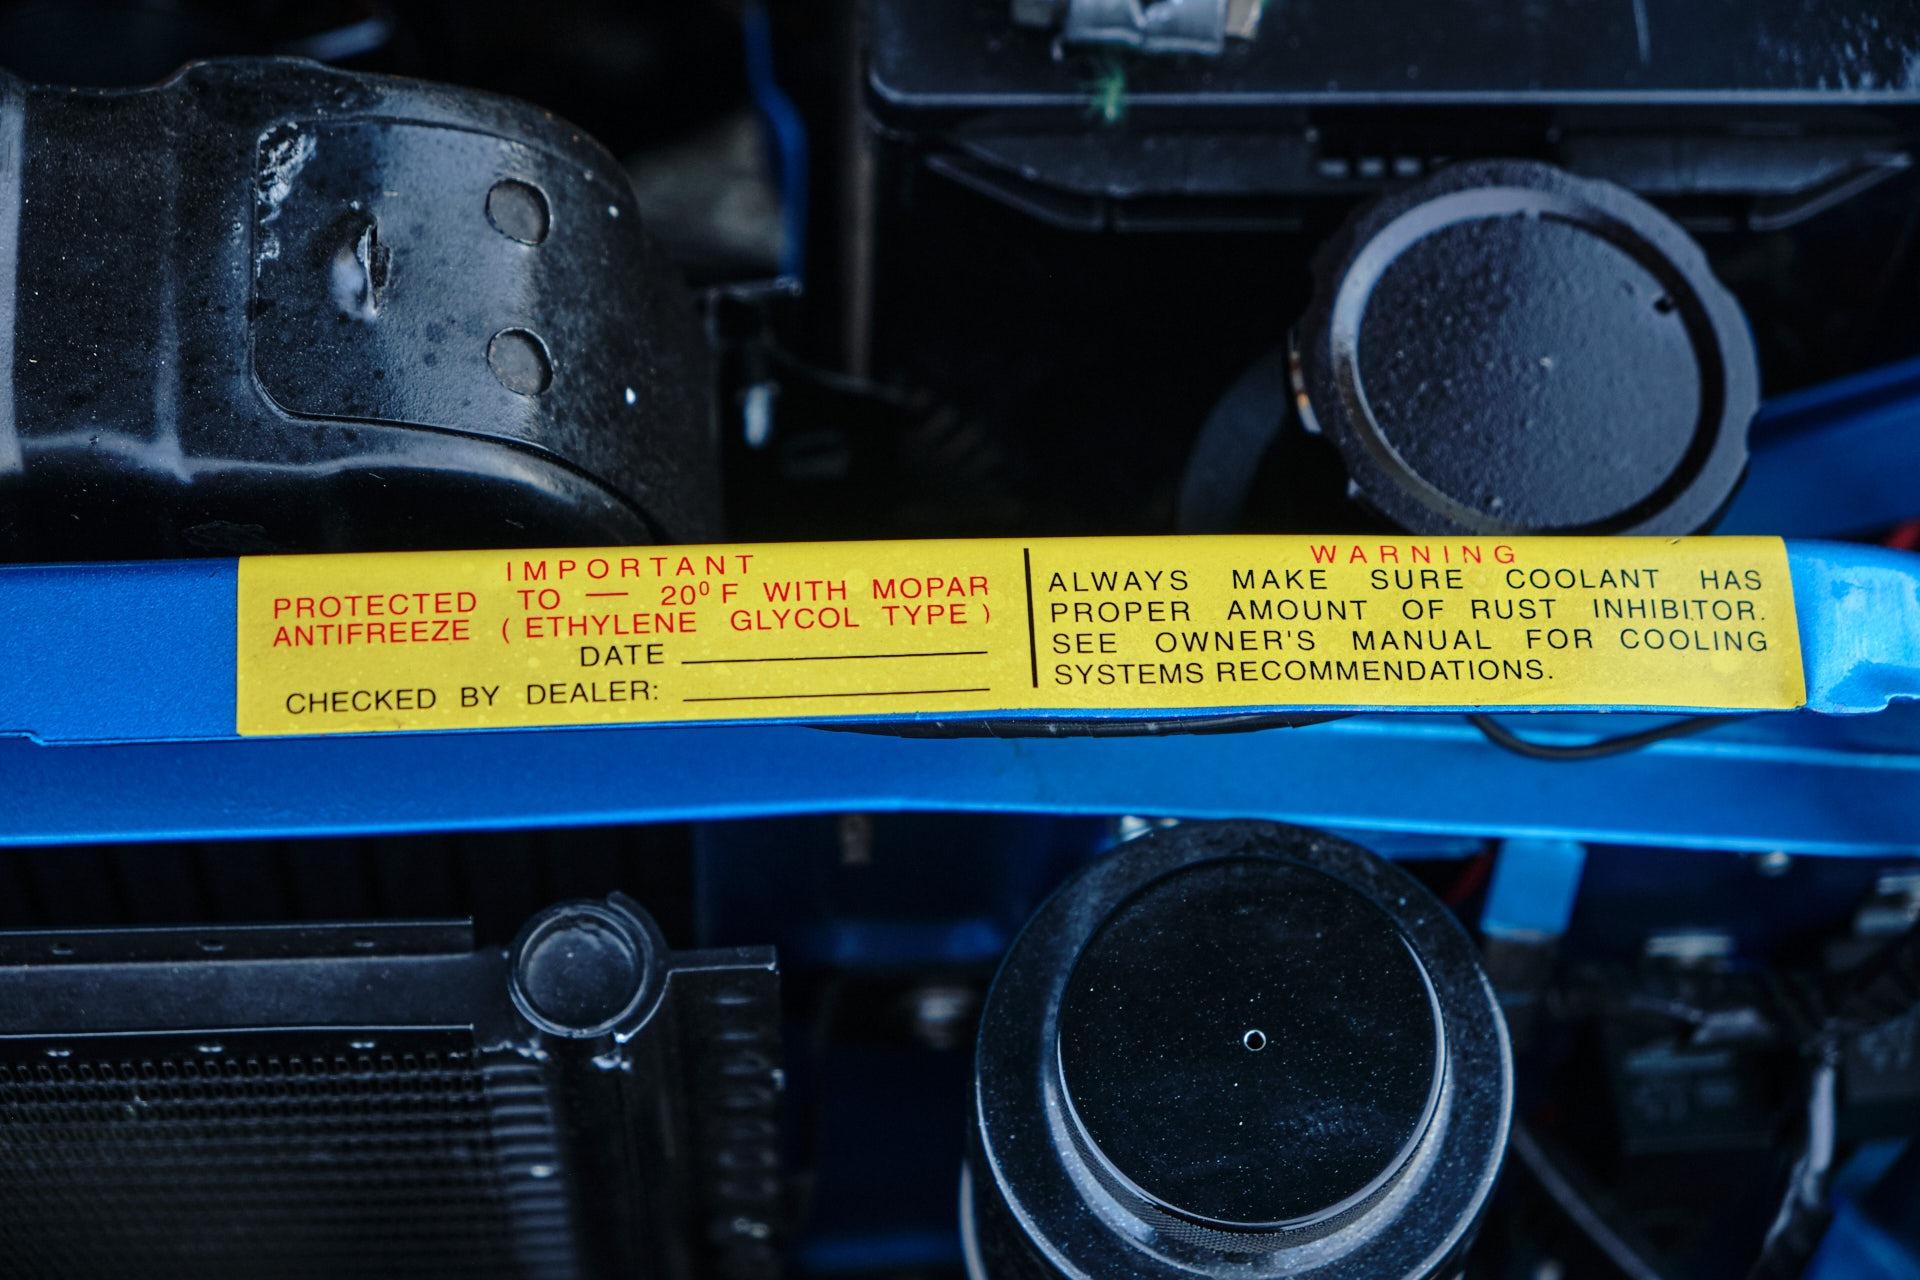 IMPORTANT
PROTECTED TO — 20⁰ F WITH MOPAR
ANTIFREEZE ( ETHYLENE GLYCOL TYPE )
DATE
CHECKED BY DEALER:
WARNING
ALWAYS MAKE SURE COOLANT HAS
PROPER AMOUNT OF RUST INHIBITOR.
SEE OWNER'S MANUAL FOR COOLING
SYSTEMS RECOMMENDATIONS.